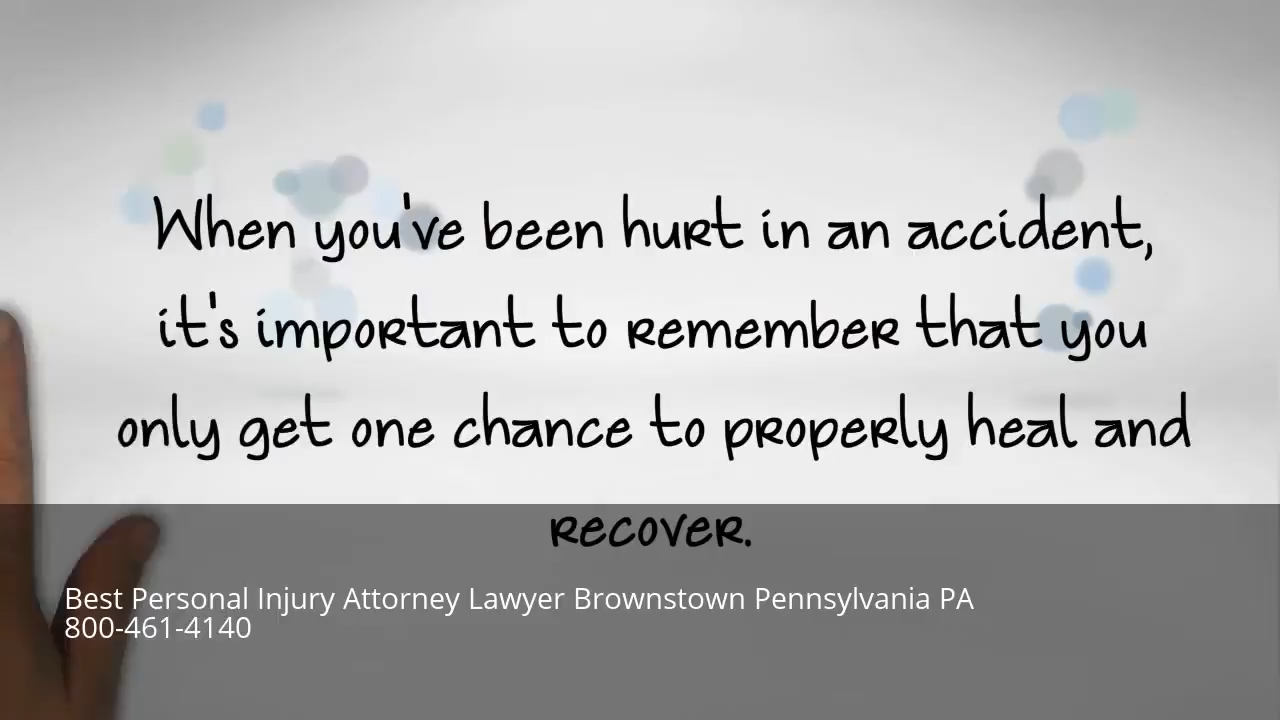 When you've been hurt in an accident,
it's important to remember that you
only get one chance to properly heal and
recover.
Best Personal Injury Attorney Lawyer Brownstown Pennsylvania PA
800-461-4140